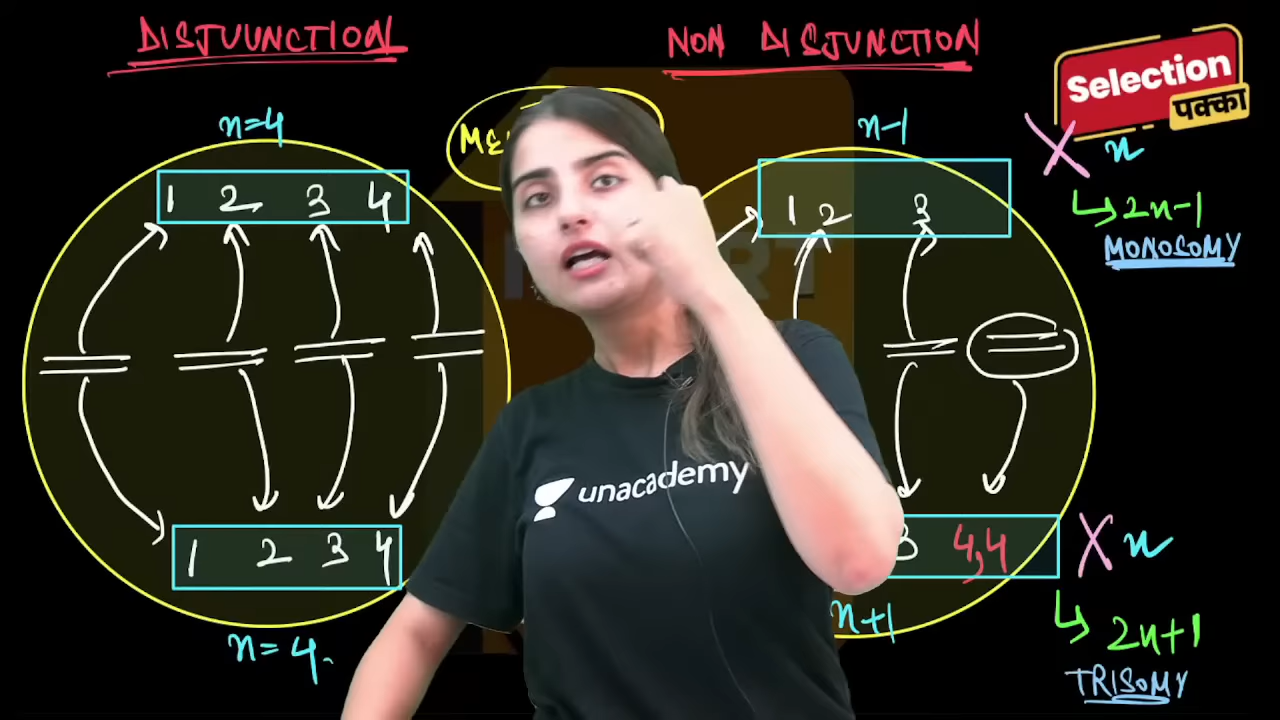 DISJUUNCTION
NON DISJUNCTION
Selection
पक्का
n=4
n-1
X n
1 2 3 4
1 2 3
↳ 2n-1
MONOSOMY
unacademy
1 2 3 4
3 4,4
X n
n= 4
n+1
↳ 2n+1
TRISOMY